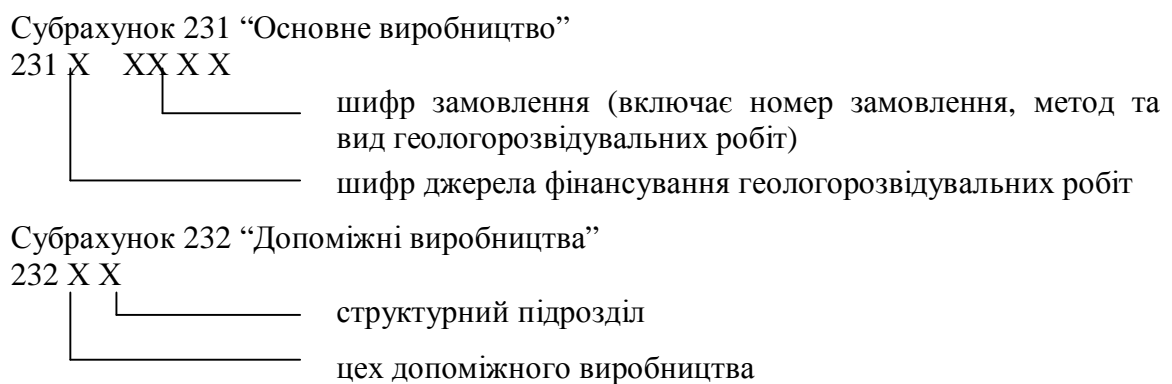 Субрахунок 231 “Основне виробництво”
231 X XX X X
шифр замовлення (включає номер замовлення, метод та
вид геологорозвідувальних робіт)
шифр джерела фінансування геологорозвідувальних робіт
Субрахунок 232 “Допоміжні виробництва”
232 X X
структурний підрозділ
цех допоміжного виробництва